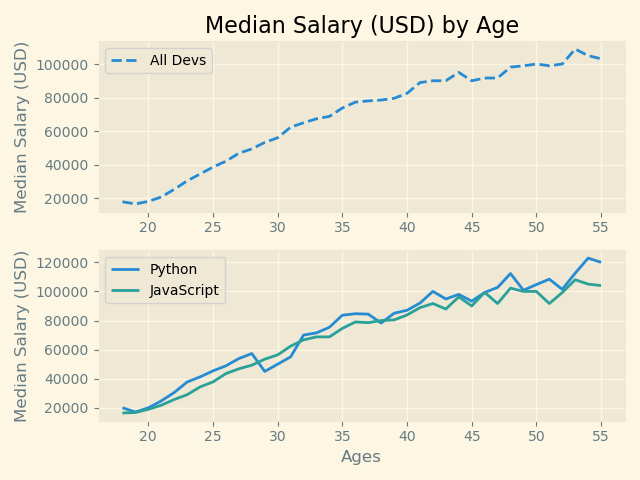 Median Salary (USD) by Age
Median Salary (USD)
All Devs
100000
80000
60000
40000
20000
20 25 30 35 40 45 50 55
Median Salary (USD)
Python
JavaScript
120000
100000
80000
60000
40000
20000
20 25 30 35 40 45 50 55
Ages